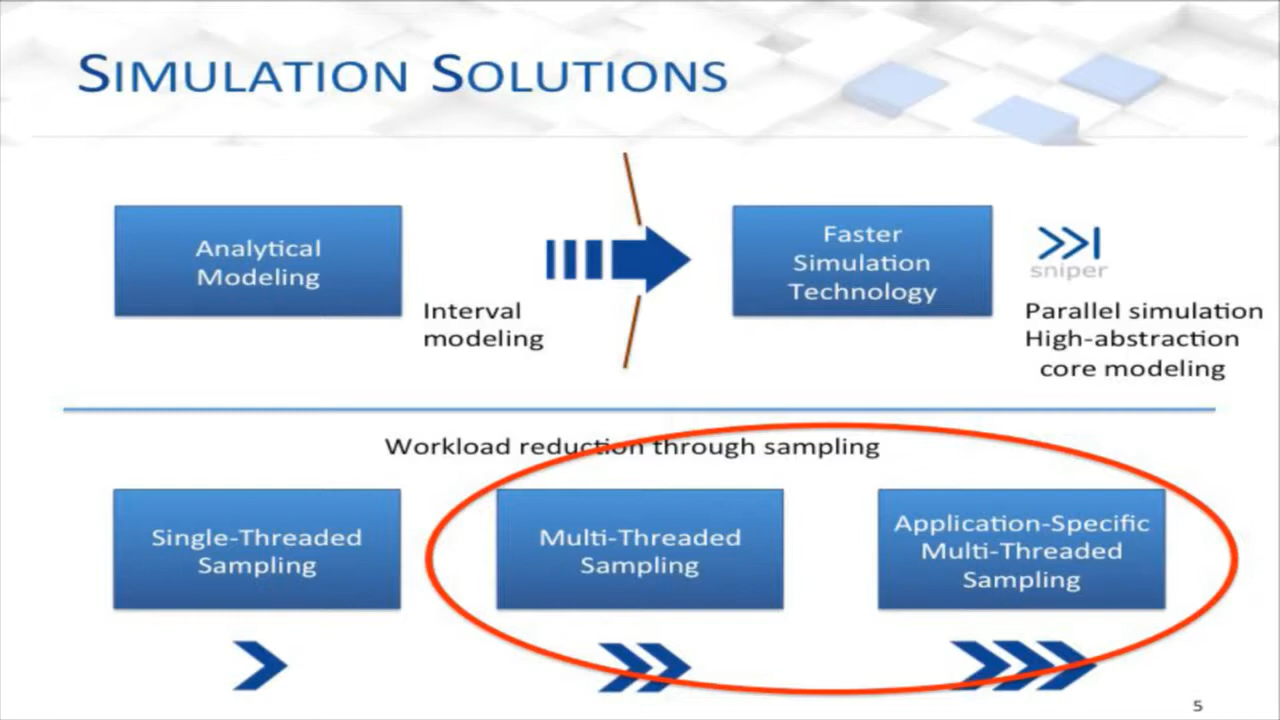 SIMULATION SOLUTIONS
Analytical
Modeling
Interval
modeling
Faster
Simulation
Technology
sniper
Parallel simulation
High-abstraction
core modeling
Workload reduction through sampling
Single-Threaded
Sampling
Multi-Threaded
Sampling
Application-Specific
Multi-Threaded
Sampling
5